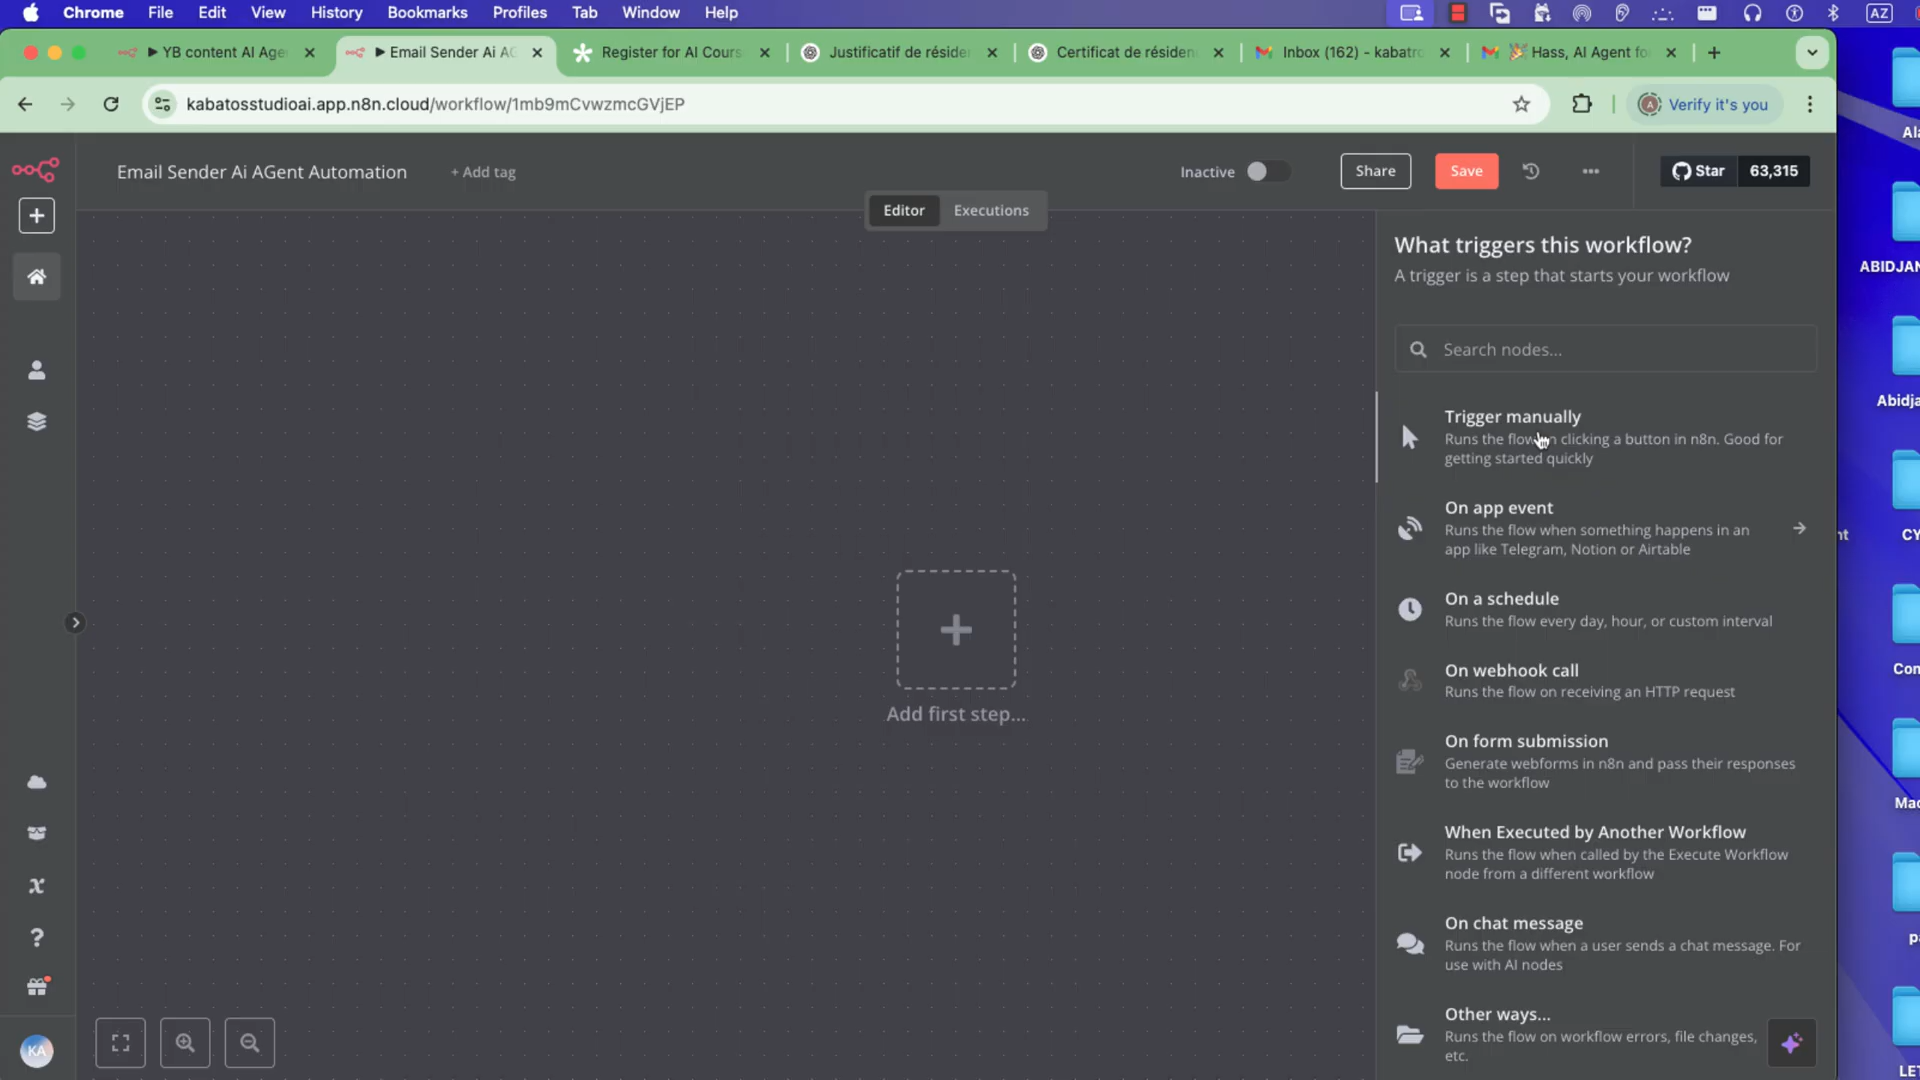 Chrome File Edit View History Bookmarks Profiles Tab Window Help AZ
YB content AI Age
Email Sender Ai AG
Register for AI Cours
Justificatif de résiden
Certificat de résiden
Inbox (162) - kabatro
Hass, AI Agent fo
kabatosstudioai.app.n8n.cloud/workflow/1mb9mCvwzmcGVjEP
Verify it's you
Email Sender Ai AGent Automation
+ Add tag
Inactive
Share
Save
Star 63,315
Editor Executions
What triggers this workflow?
A trigger is a step that starts your workflow
Search nodes...
Trigger manually
Runs the flow on clicking a button in n8n. Good for
getting started quickly
On app event
Runs the flow when something happens in an
app like Telegram, Notion or Airtable
On a schedule
Runs the flow every day, hour, or custom interval
On webhook call
Runs the flow on receiving an HTTP request
On form submission
Generate webforms in n8n and pass their responses
to the workflow
When Executed by Another Workflow
Runs the flow when called by the Execute Workflow
node from a different workflow
On chat message
Runs the flow when a user sends a chat message. For
use with AI nodes
Other ways...
Runs the flow on workflow errors, file changes,
etc.
Add first step...
KA
Ala
ABIDJAN
Abidja
nt
CY
Con
Mac
pa
LET